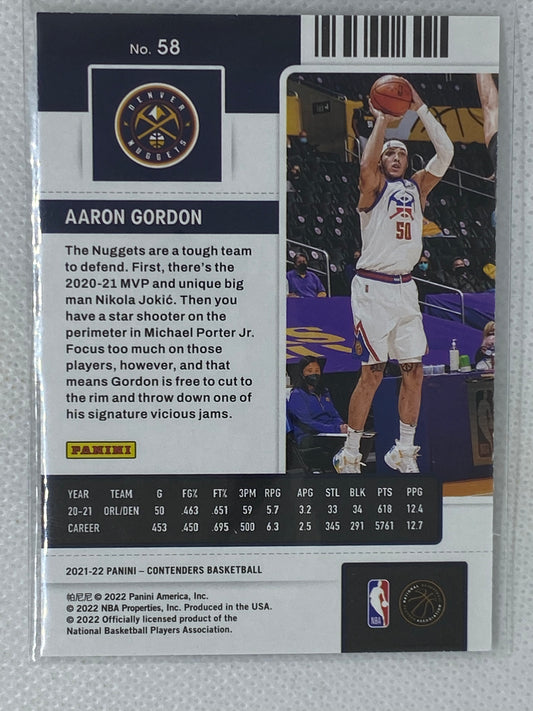 No. 58
DENVER
NUGGETS
AARON GORDON
The Nuggets are a tough team
to defend. First, there's the
2020-21 MVP and unique big
man Nikola Jokić. Then you
have a star shooter on the
perimeter in Michael Porter Jr.
Focus too much on those
players, however, and that
means Gordon is free to cut to
the rim and throw down one of
his signature vicious jams.
50
PANINI
YEAR TEAM G FG% FT% 3PM RPG APG STL BLK PTS PPG
20-21 ORL/DEN 50 .463 .651 59 5.7 3.2 33 34 618 12.4
CAREER 453 .450 .695 500 6.3 2.5 345 291 5761 12.7
2021-22 PANINI – CONTENDERS BASKETBALL
帕尼尼 © 2022 Panini America, Inc.
© 2022 NBA Properties, Inc. Produced in the USA.
© 2022 Officially licensed product of the
National Basketball Players Association.
NBA